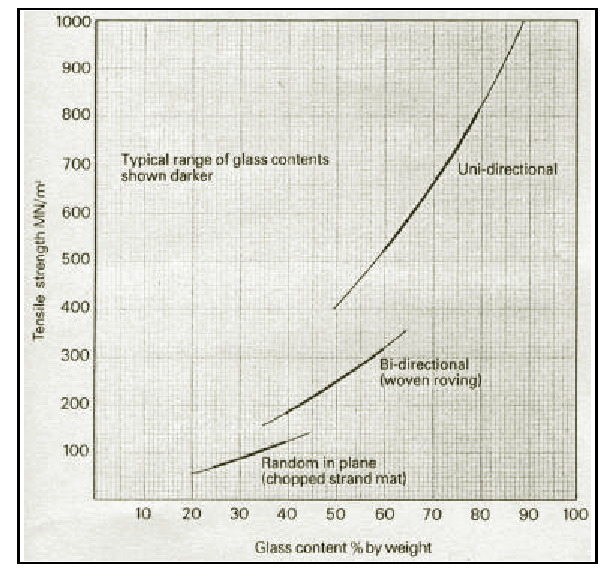 1000
900
800
700
600
500
400
300
200
100
Tensile strength MN/m²
Typical range of glass contents
shown darker
Uni-directional
Bi-directional
(woven roving)
Random in plane
(chopped strand mat)
10 20 30 40 50 60 70 80 90 100
Glass content % by weight